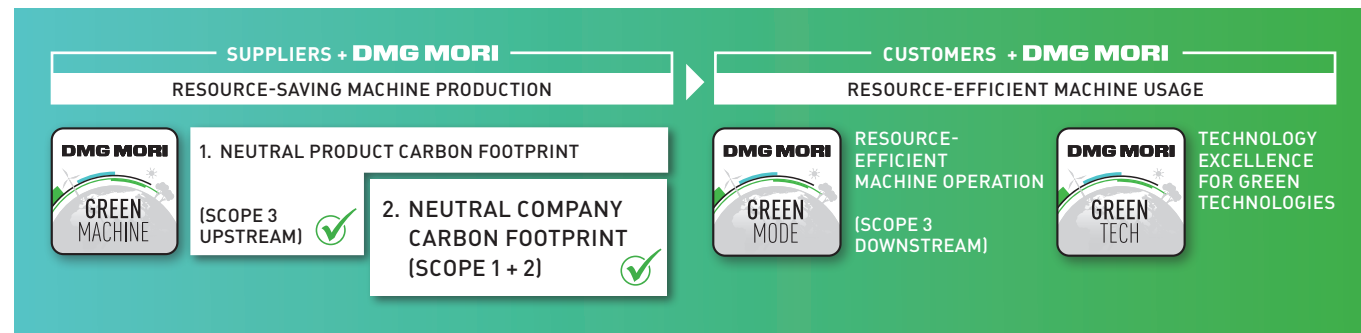 SUPPLIERS + DMG MORI
RESOURCE-SAVING MACHINE PRODUCTION
DMG MORI
GREEN
MACHINE
1. NEUTRAL PRODUCT CARBON FOOTPRINT
(SCOPE 3
UPSTREAM)
2. NEUTRAL COMPANY
CARBON FOOTPRINT
(SCOPE 1 + 2)
CUSTOMERS + DMG MORI
RESOURCE-EFFICIENT MACHINE USAGE
DMG MORI
GREEN
MODE
RESOURCE-
EFFICIENT
MACHINE OPERATION
(SCOPE 3
DOWNSTREAM)
DMG MORI
GREEN
TECH
TECHNOLOGY
EXCELLENCE
FOR GREEN
TECHNOLOGIES